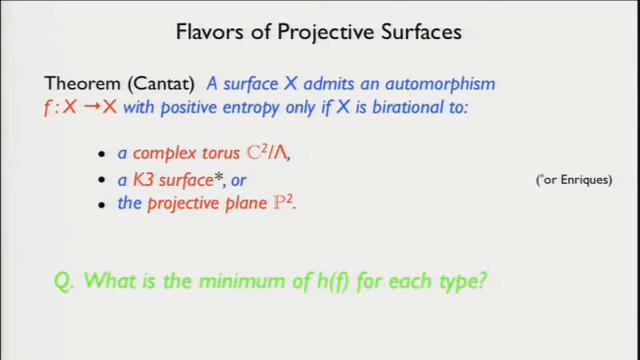 Flavors of Projective Surfaces
Theorem (Cantat) A surface X admits an automorphism
f : X → X with positive entropy only if X is birational to:
• a complex torus ℂ²/Λ,
• a K3 surface*, or
(*or Enriques)
• the projective plane ℙ².
Q. What is the minimum of h(f) for each type?